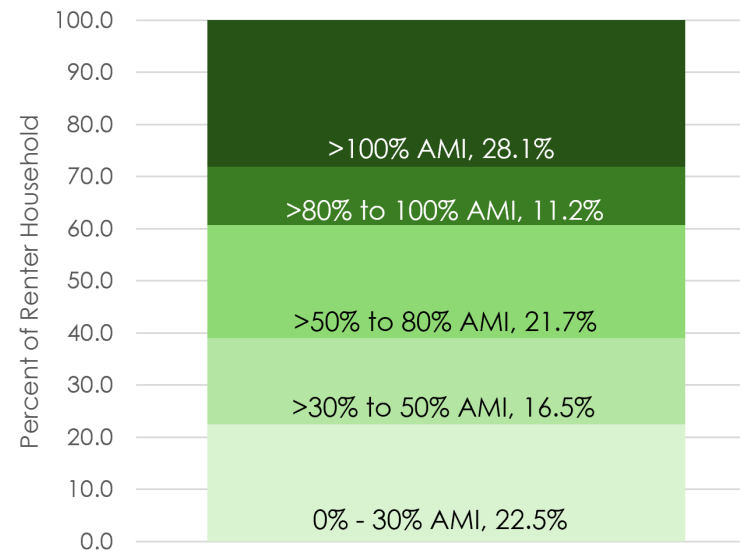 100.0
90.0
80.0
70.0
60.0
50.0
40.0
30.0
20.0
10.0
0.0
Percent of Renter Household
>100% AMI, 28.1%
>80% to 100% AMI, 11.2%
>50% to 80% AMI, 21.7%
>30% to 50% AMI, 16.5%
0% - 30% AMI, 22.5%